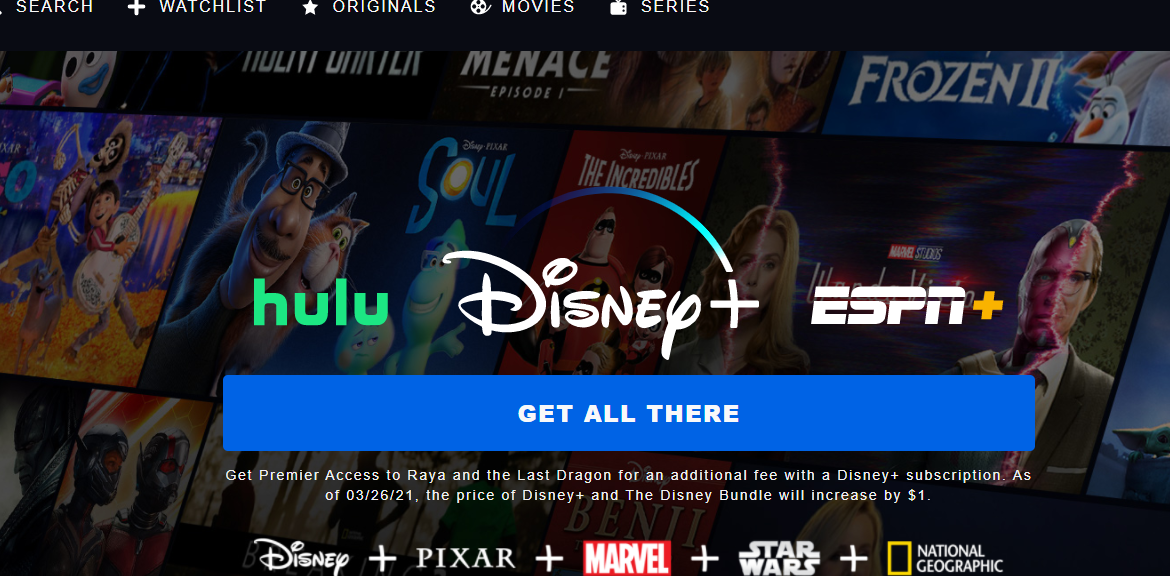 SEARCH WATCHLIST ORIGINALS MOVIES SERIES
MENACE
EPISODE I
FROZEN II
Disney·PIXAR
SOUL
Disney·PIXAR
THE INCREDIBLES
MARVEL STUDIOS
hulu Disney+ ESPN+
GET ALL THERE
Get Premier Access to Raya and the Last Dragon for an additional fee with a Disney+ subscription. As
of 03/26/21, the price of Disney+ and The Disney Bundle will increase by $1.
BENJI
Disney + PIXAR + MARVEL + STAR WARS + NATIONAL GEOGRAPHIC